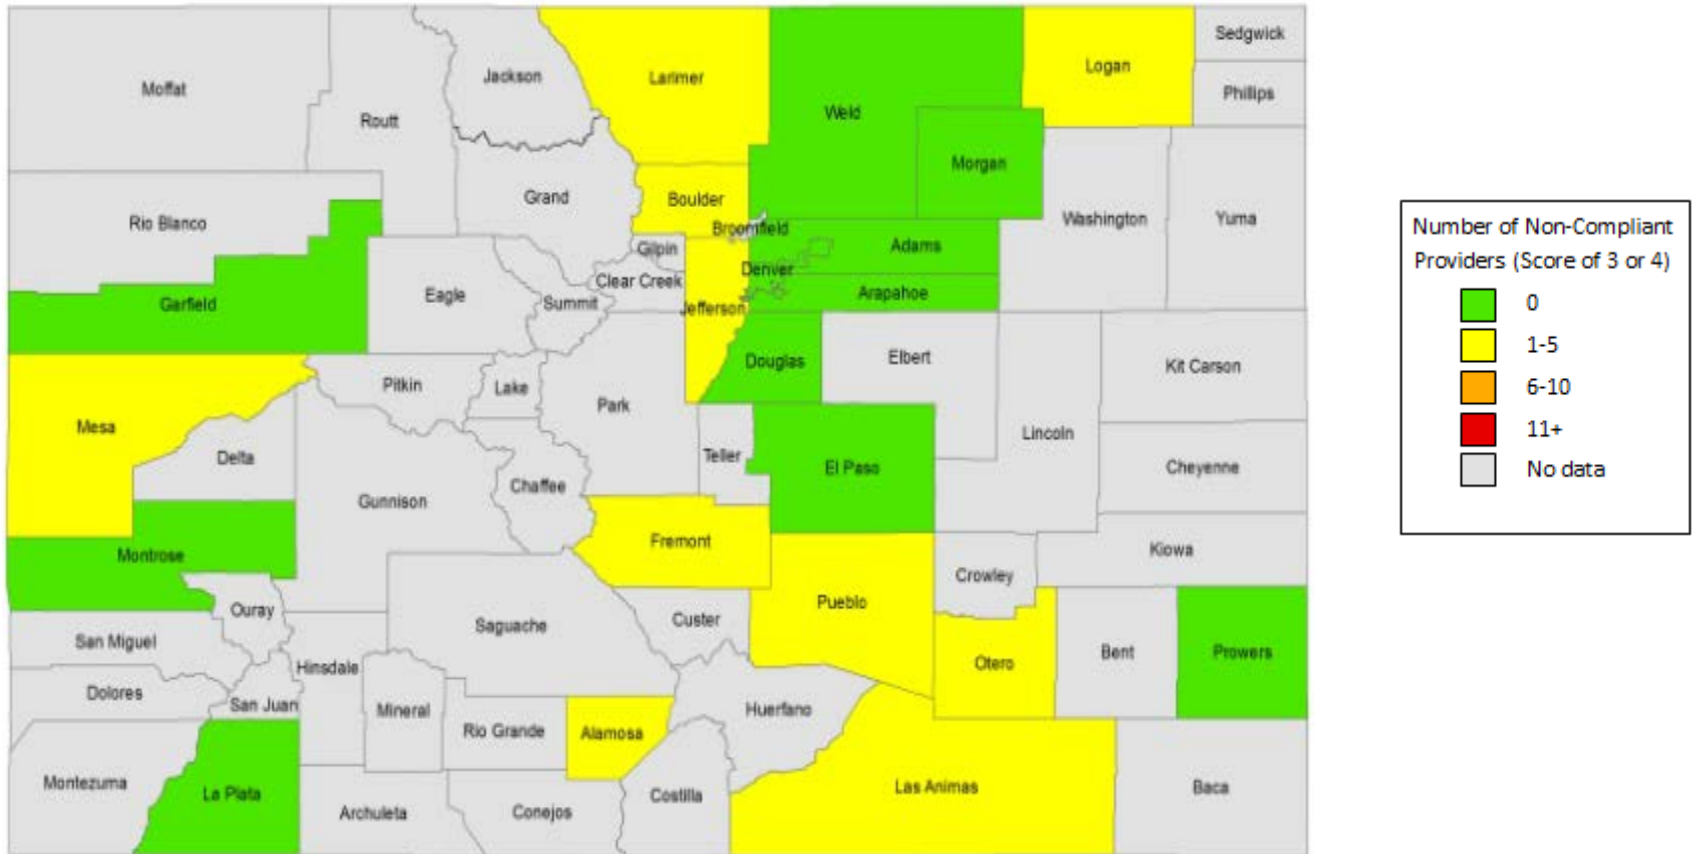 Moffat
Routt
Jackson
Larimer
Weld
Logan
Sedgwick
Phillips
Morgan
Grand
Boulder
Rio Blanco
Broomfield
Washington
Yuma
Gilpin
Adams
Denver
Clear Creek
Eagle
Arapahoe
Garfield
Summit
Jefferson
Elbert
Douglas
Kit Carson
Pitkin
Lake
Park
Mesa
Lincoln
Delta
Teller
El Paso
Cheyenne
Chaffee
Gunnison
Fremont
Montrose
Kiowa
Crowley
Pueblo
Ouray
Custer
Saguache
San Miguel
Hinsdale
Otero
Bent
Prowers
Dolores
San Juan
Mineral
Huerfano
Rio Grande
Alamosa
Montezuma
La Plata
Las Animas
Baca
Costilla
Archuleta
Conejos
Number of Non-Compliant
Providers (Score of 3 or 4)
0
1-5
6-10
11+
No data